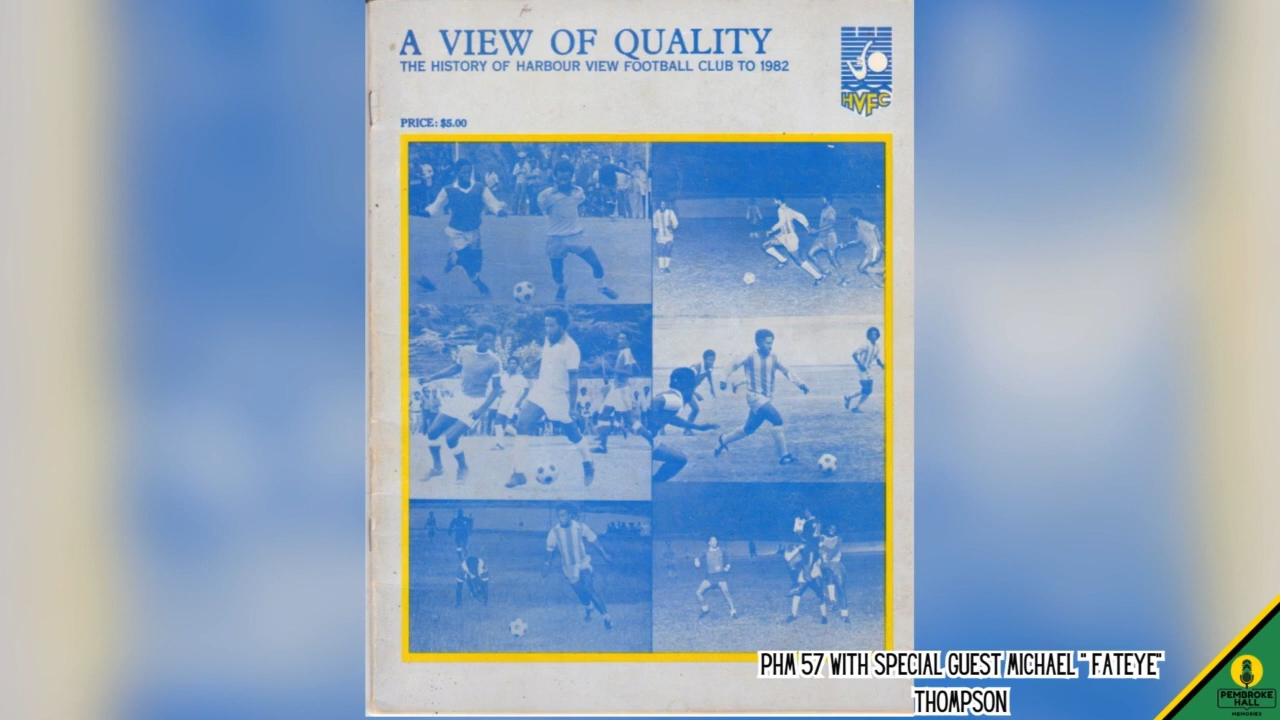 A VIEW OF QUALITY
THE HISTORY OF HARBOUR VIEW FOOTBALL CLUB TO 1982
HVFC
PRICE: $5.00
PHM 57 WITH SPECIAL GUEST MICHAEL " FATEYE"
THOMPSON
PEMBROKE
HALL
MEMORIES